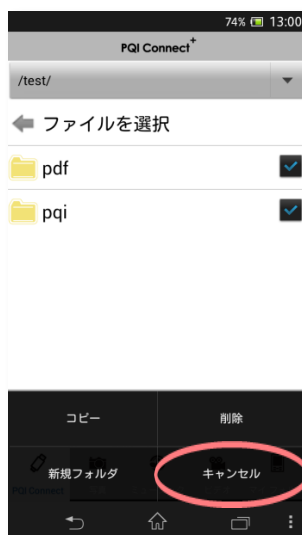 74% 13:00
PQI Connect+
/test/
ファイルを選択
pdf
pqi
コピー
削除
新規フォルダ
キャンセル
PQI Connect